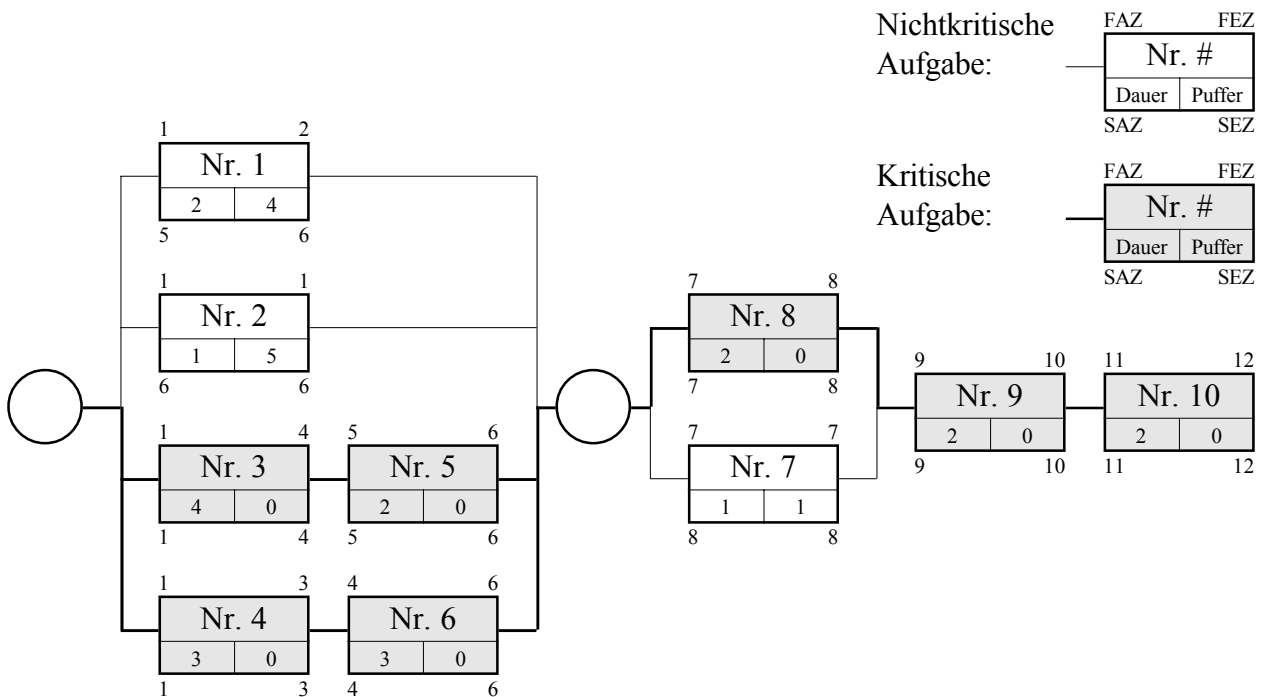 Nichtkritische
Aufgabe:
FAZ FEZ
Nr. #
Dauer Puffer
SAZ SEZ
Kritische
Aufgabe:
FAZ FEZ
Nr. #
Dauer Puffer
SAZ SEZ
1 2
Nr. 1
2 4
5 6
1 1
Nr. 2
1 5
6 6
1 4
Nr. 3
4 0
1 4
5 6
Nr. 5
2 0
5 6
1 3
Nr. 4
3 0
1 3
4 6
Nr. 6
3 0
4 6
7 8
Nr. 8
2 0
7 8
7 7
Nr. 7
1 1
8 8
9 10
Nr. 9
2 0
9 10
11 12
Nr. 10
2 0
11 12